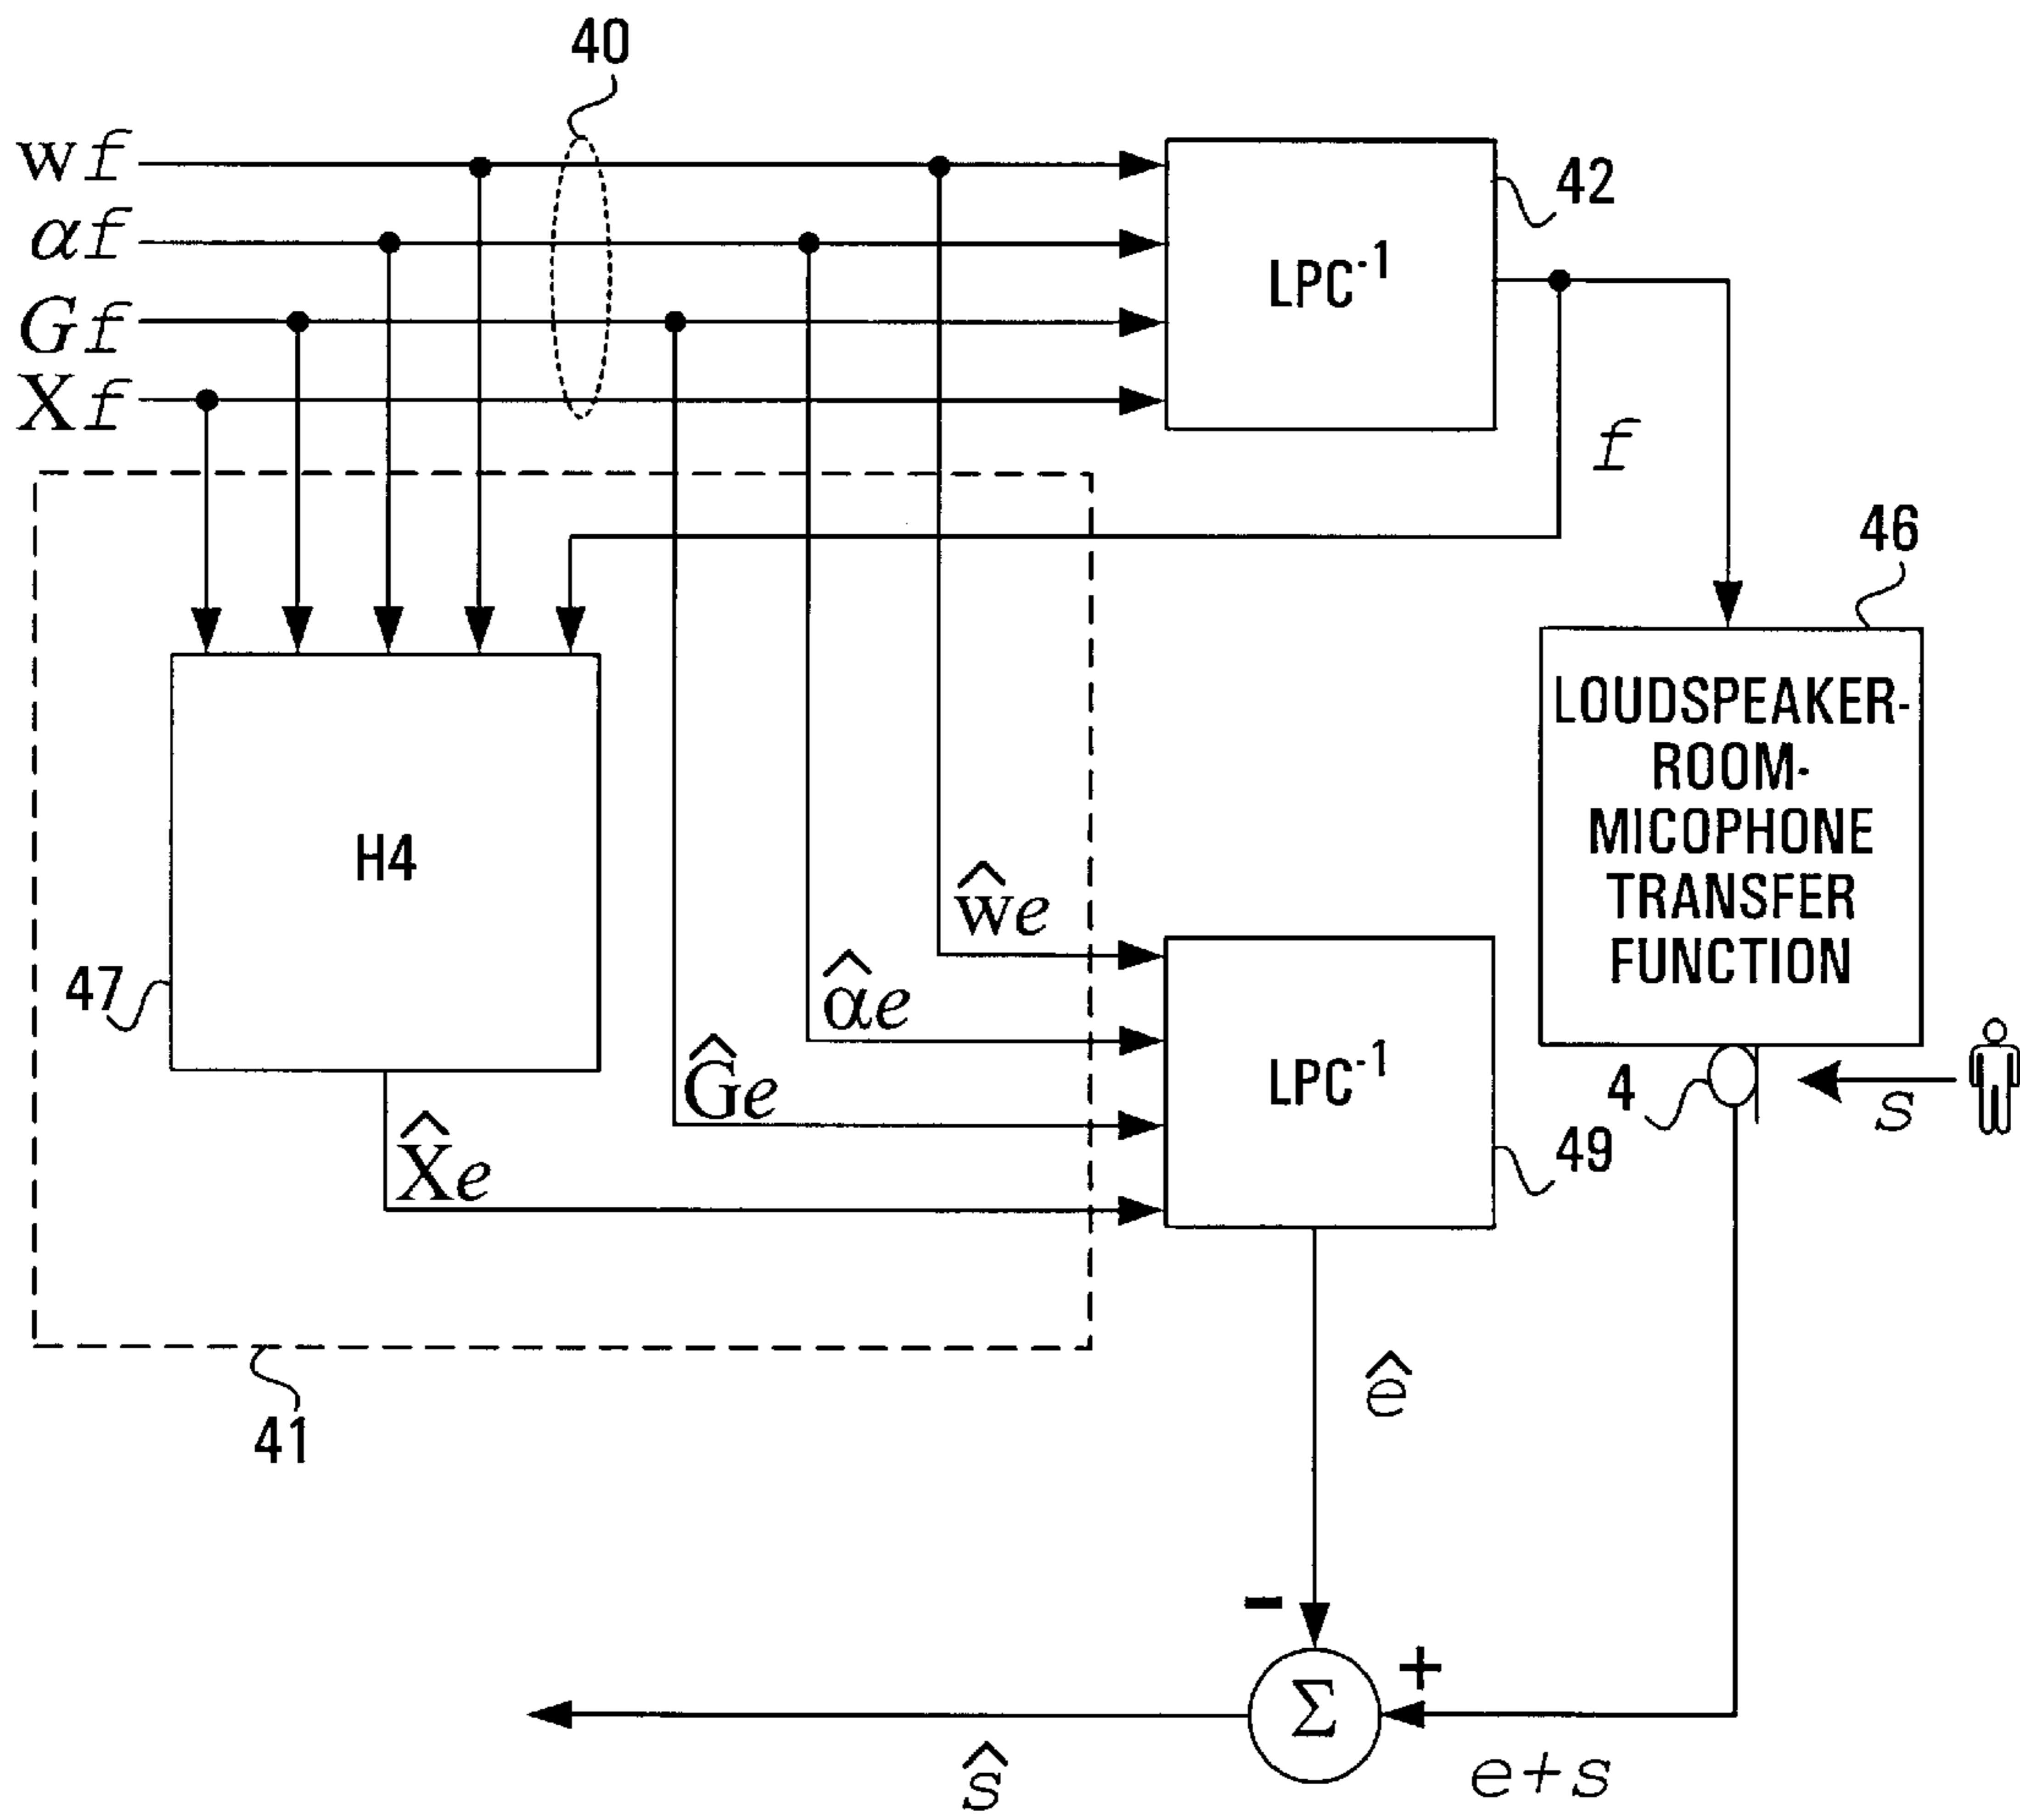 40
wf
αf
Gf
Xf
42
LPC⁻¹
f
46
LOUDSPEAKER-
ROOM-
MICOPHONE
TRANSFER
FUNCTION
H4
47
ŵe
α̂e
Ĝe
X̂e
LPC⁻¹
49
4
s
41
ê
-
+
Σ
e+s
ŝ